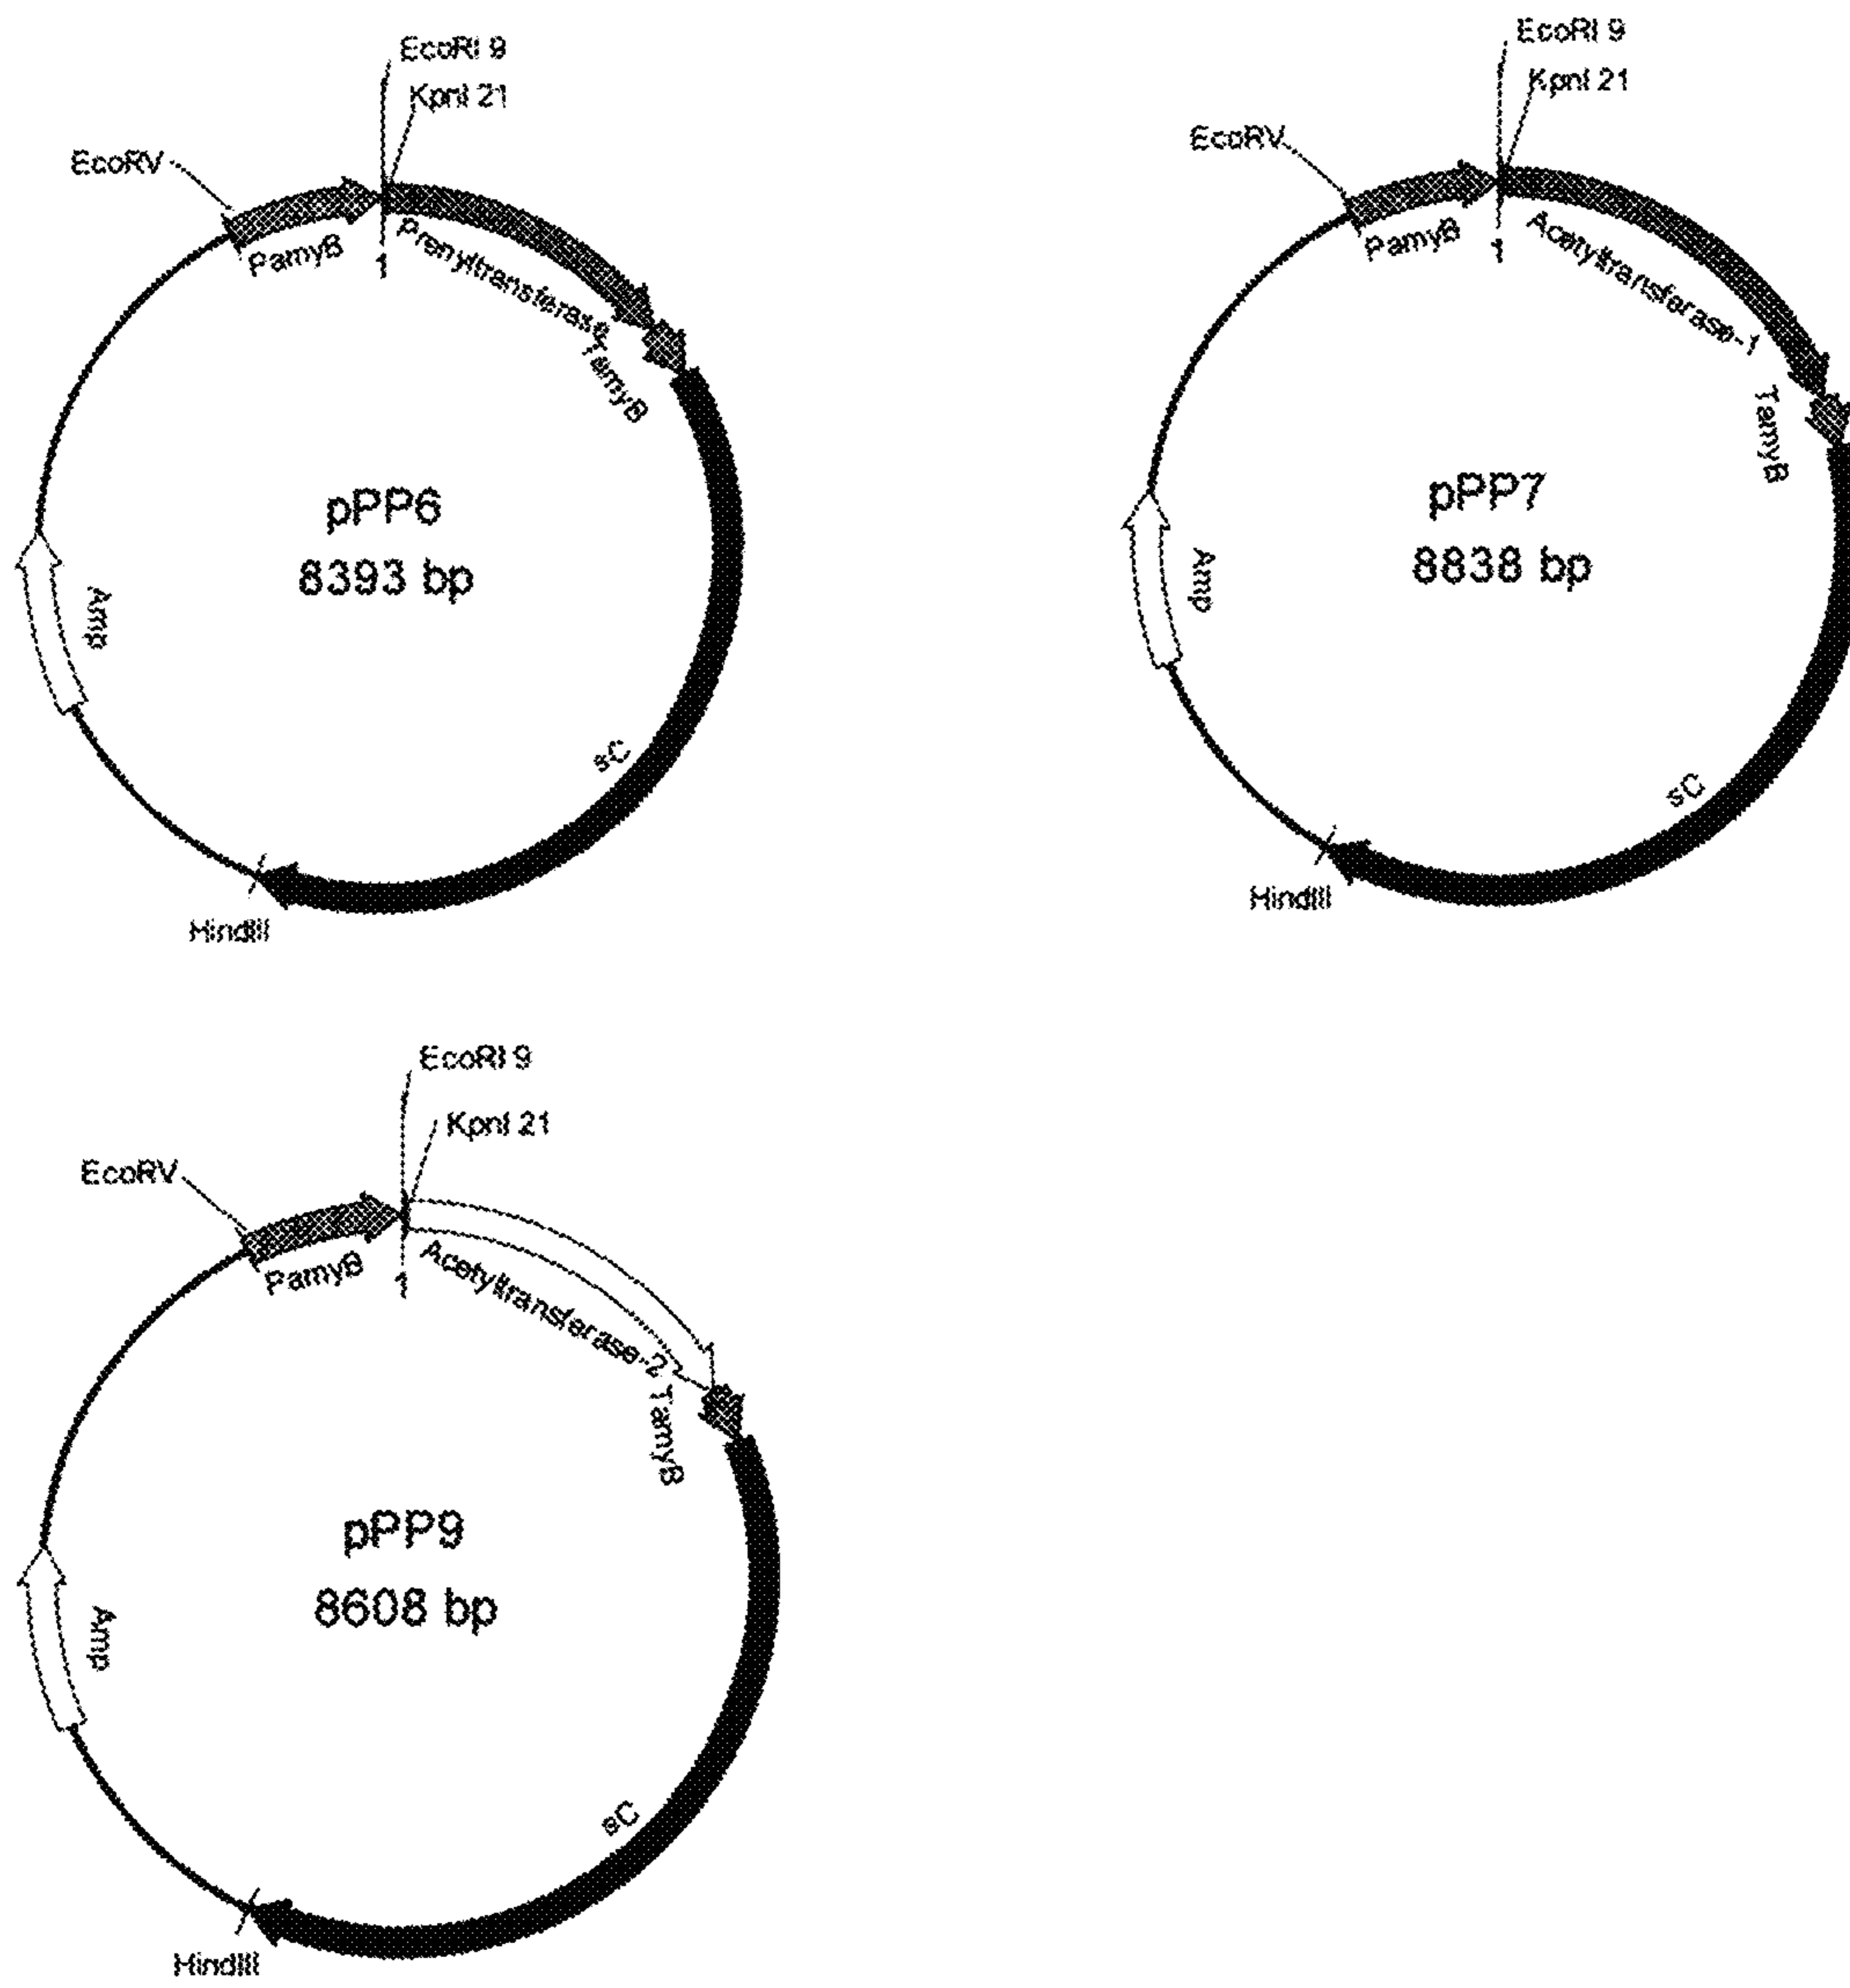 EcoRI 9
KpnI 21
EcoRV
PamyB
1
Prenyltransferase
TamyB
pPP6
8393 bp
Amp
sC
HindIII
EcoRI 9
KpnI 21
EcoRV
PamyB
1
Acetyltransferase-1
TamyB
pPP7
8838 bp
Amp
sC
HindIII
EcoRI 9
KpnI 21
EcoRV
PamyB
1
Acetyltransferase-2
TamyB
pPP9
8608 bp
Amp
sC
HindIII